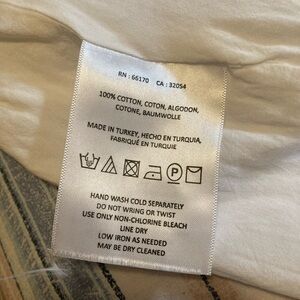 RN : 66170 CA : 32054
100% COTTON, COTON, ALGODON,
COTONE, BAUMWOLLE
MADE IN TURKEY, HECHO EN TURQUIA,
FABRIQUÉ EN TURQUIE
P
HAND WASH COLD SEPARATELY
DO NOT WRING OR TWIST
USE ONLY NON-CHLORINE BLEACH
LINE DRY
LOW IRON AS NEEDED
MAY BE DRY CLEANED